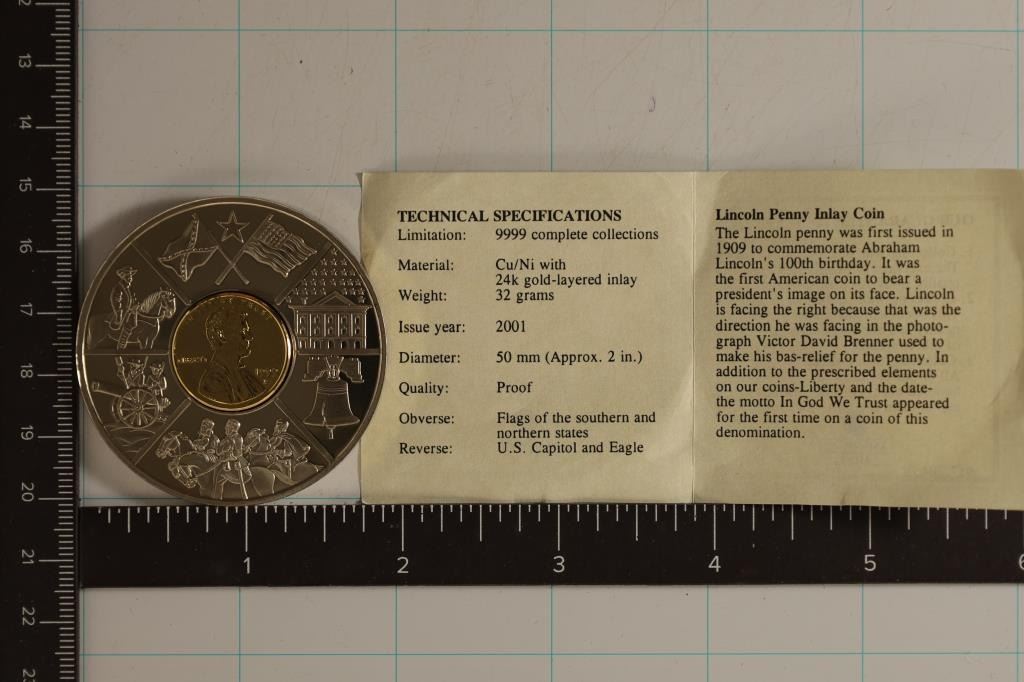 TECHNICAL SPECIFICATIONS
Limitation: 9999 complete collections
Material: Cu/Ni with
24k gold-layered inlay
Weight: 32 grams
Issue year: 2001
Diameter: 50 mm (Approx. 2 in.)
Quality: Proof
Obverse: Flags of the southern and
northern states
Reverse: U.S. Capitol and Eagle
Lincoln Penny Inlay Coin
The Lincoln penny was first issued in
1909 to commemorate Abraham
Lincoln's 100th birthday. It was
the first American coin to bear a
president's image on its face. Lincoln
is facing the right because that was the
direction he was facing in the photo-
graph Victor David Brenner used to
make his bas-relief for the penny. In
addition to the prescribed elements
on our coins-Liberty and the date-
the motto In God We Trust appeared
for the first time on a coin of this
denomination.
13
14
15
16
17
18
19
20
21
22
1 2 3 4 5 6